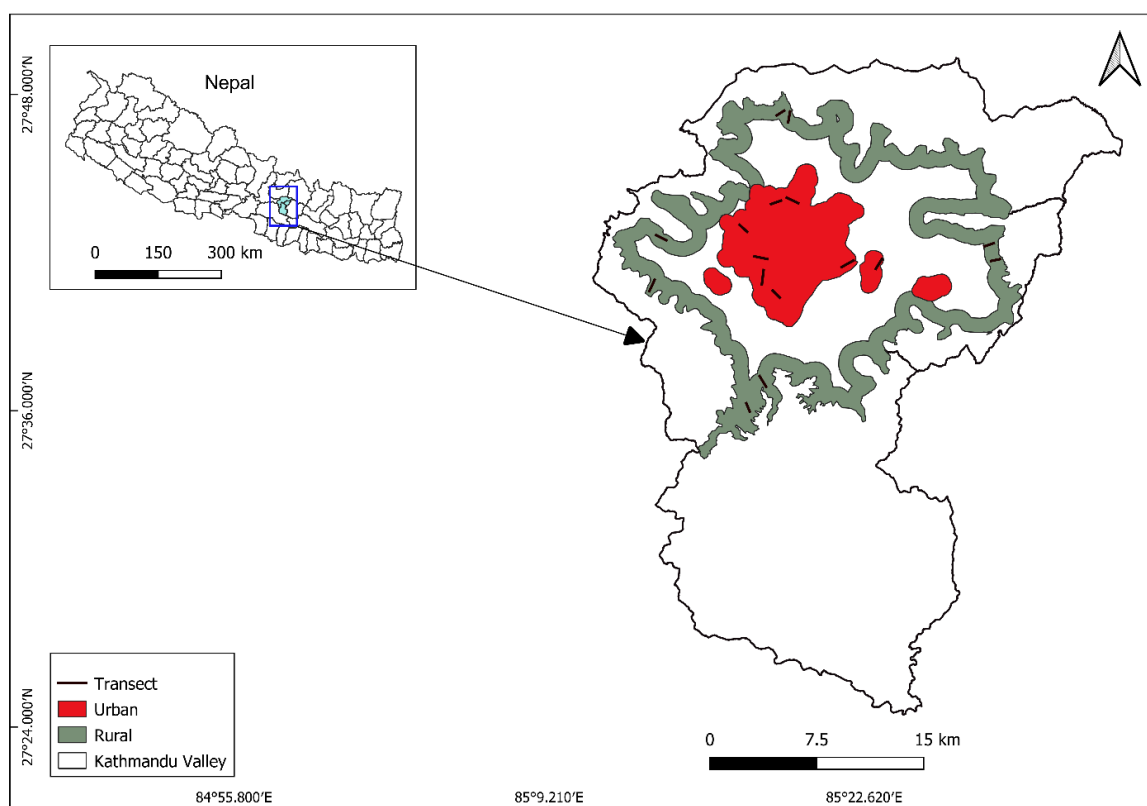 Nepal
0 150 300 km
27°48.000'N
27°36.000'N
27°24.000'N
Transect
Urban
Rural
Kathmandu Valley
0 7.5 15 km
84°55.800'E 85°9.210'E 85°22.620'E